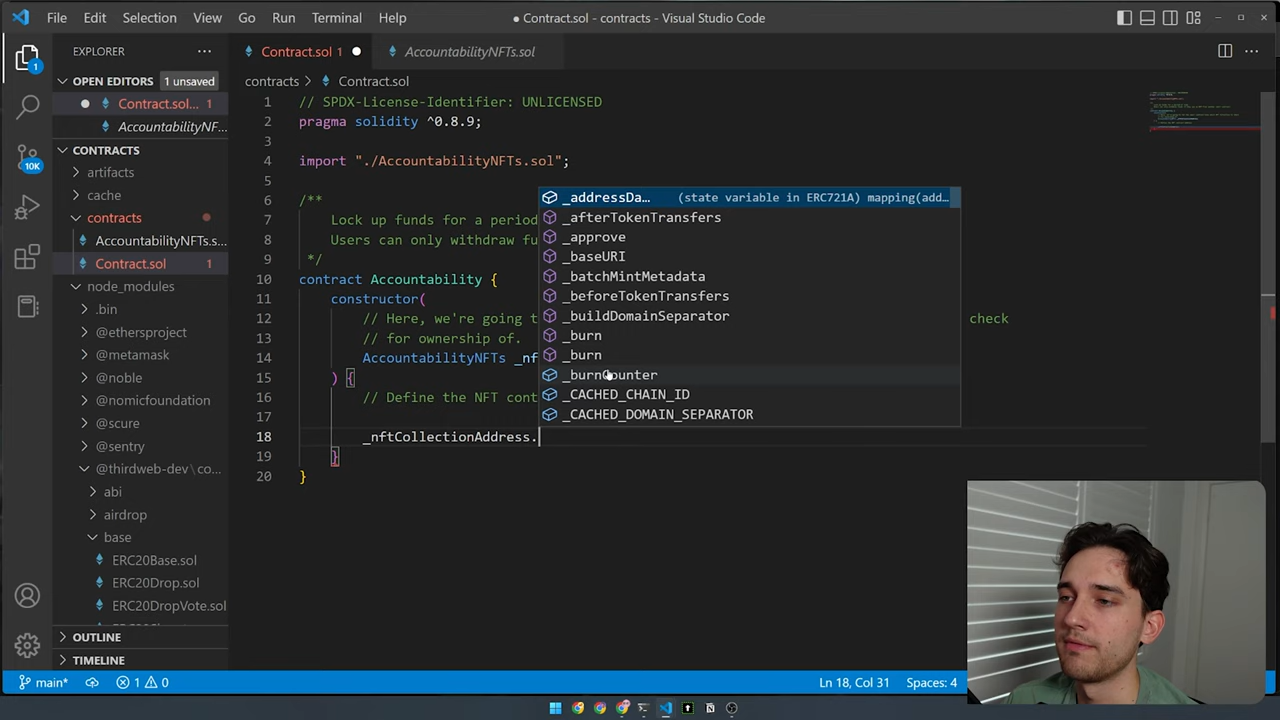 File Edit Selection View Go Run Terminal Help
● Contract.sol - contracts - Visual Studio Code
EXPLORER
OPEN EDITORS 1 unsaved
Contract.sol... 1
AccountabilityNF...
CONTRACTS
artifacts
cache
contracts
AccountabilityNFTs.s...
Contract.sol 1
node_modules
.bin
@ethersproject
@metamask
@noble
@nomicfoundation
@scure
@sentry
@thirdweb-dev\co...
abi
airdrop
base
ERC20Base.sol
ERC20Drop.sol
ERC20DropVote.sol
OUTLINE
TIMELINE
1
10K
Contract.sol 1 ●
AccountabilityNFTs.sol
contracts > Contract.sol
1 // SPDX-License-Identifier: UNLICENSED
2 pragma solidity ^0.8.9;
3
4 import "./AccountabilityNFTs.sol";
5
6 /**
7 Lock up funds for a period
8 Users can only withdraw fu
9 */
10 contract Accountability {
11 constructor(
12 // Here, we're going t check
13 // for ownership of.
14 AccountabilityNFTs _nf
15 ) {
16 // Define the NFT cont
17
18 _nftCollectionAddress.
19 }
20 }
_addressDa... (state variable in ERC721A) mapping(add...
_afterTokenTransfers
_approve
_baseURI
_batchMintMetadata
_beforeTokenTransfers
_buildDomainSeparator
_burn
_burn
_burnCounter
_CACHED_CHAIN_ID
_CACHED_DOMAIN_SEPARATOR
main* 1 0
Ln 18, Col 31 Spaces: 4